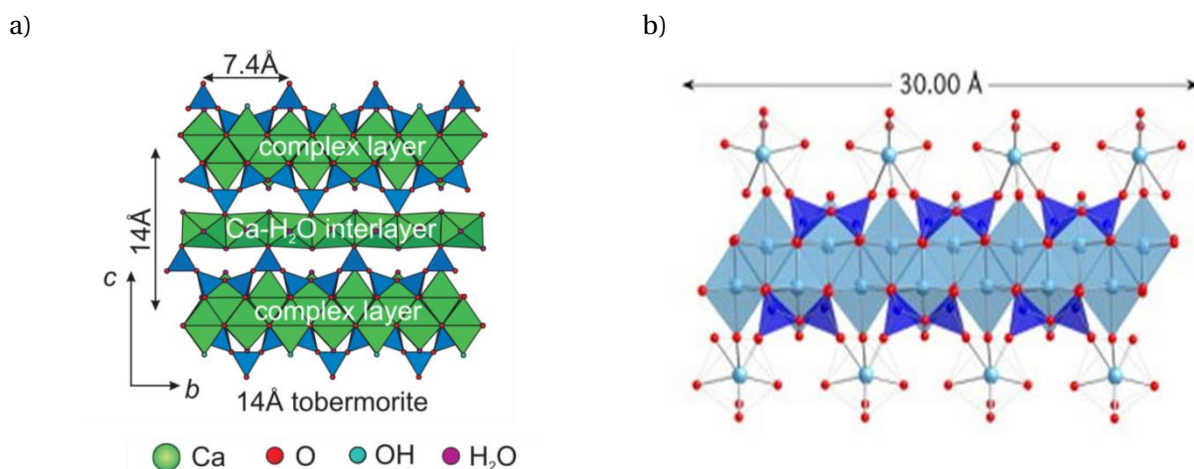 a)
b)
7.4Å
30.00 Å
complex layer
14Å
Ca-H₂O interlayer
c
complex layer
b
14Å tobermorite
Ca O OH H₂O